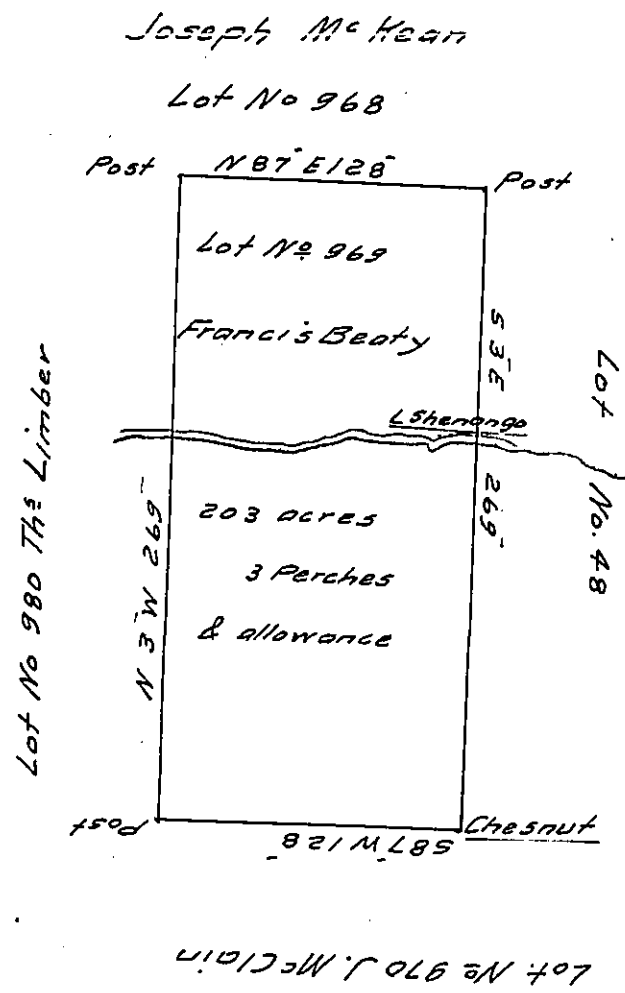 Joseph Mc Kean
Lot No 968
Post N 87° E 128 Post
Lot No 969
Francis Beaty
S 3 E 269
Lot No. 48
L Shenango
Lot No 980 Ths Limber
N 3 W 269
203 acres
3 Perches
& allowance
Post S 87 W 128 Chesnut
Lot No 970 J. McClain